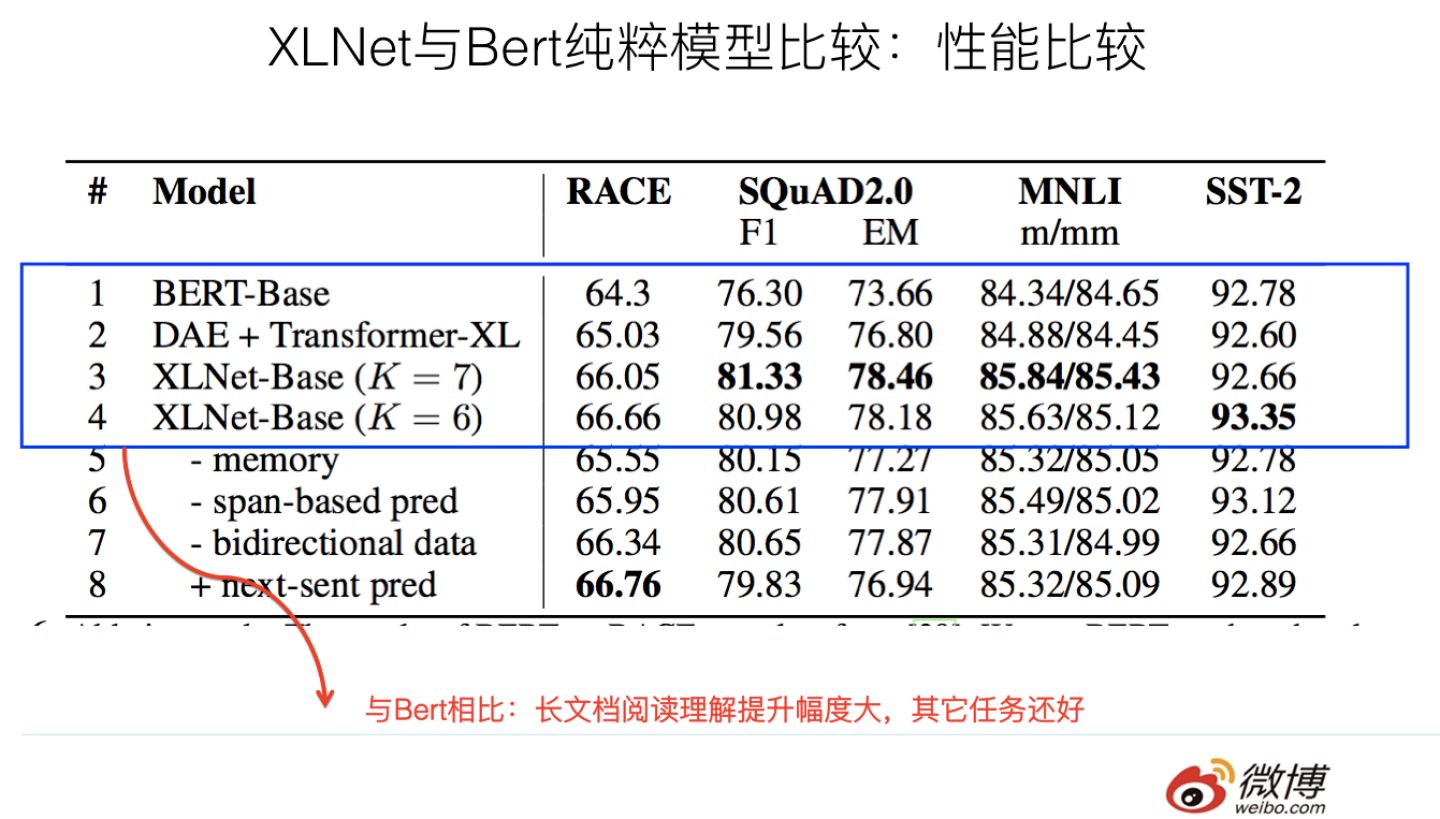 XLNet与Bert纯粹模型比较：性能比较
# Model RACE SQuAD2.0 MNLI SST-2
F1 EM m/mm
1 BERT-Base 64.3 76.30 73.66 84.34/84.65 92.78
2 DAE + Transformer-XL 65.03 79.56 76.80 84.88/84.45 92.60
3 XLNet-Base (K = 7) 66.05 81.33 78.46 85.84/85.43 92.66
4 XLNet-Base (K = 6) 66.66 80.98 78.18 85.63/85.12 93.35
5 - memory 65.55 80.15 77.27 85.32/85.05 92.78
6 - span-based pred 65.95 80.61 77.91 85.49/85.02 93.12
7 - bidirectional data 66.34 80.65 77.87 85.31/84.99 92.66
8 + next-sent pred 66.76 79.83 76.94 85.32/85.09 92.89
与Bert相比：长文档阅读理解提升幅度大，其它任务还好
微博
weibo.com